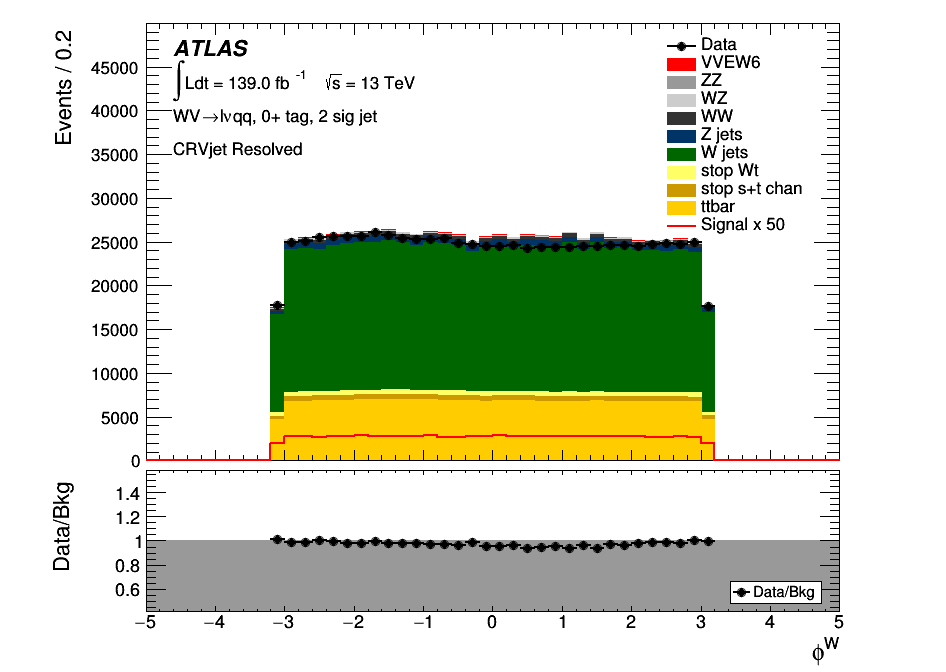 ATLAS
∫Ldt = 139.0 fb⁻¹ √s = 13 TeV
WV→lνqq, 0+ tag, 2 sig jet
CRVjet Resolved
Data
VVEW6
ZZ
WZ
WW
Z jets
W jets
stop Wt
stop s+t chan
ttbar
Signal x 50
Events / 0.2
45000
40000
35000
30000
25000
20000
15000
10000
5000
0
Data/Bkg
1.4
1.2
1
0.8
0.6
Data/Bkg
−5 −4 −3 −2 −1 0 1 2 3 4 5
ϕᵂ